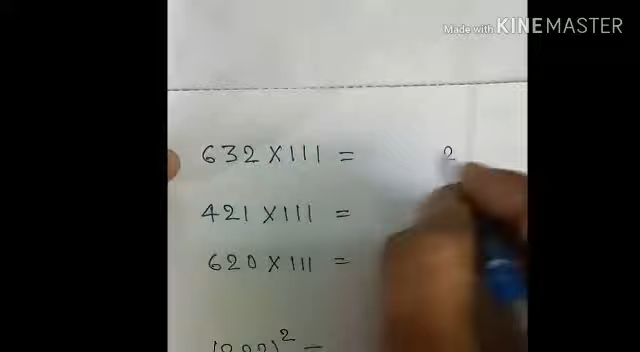 Made with KINEMASTER
632 X 111 = 2
421 X 111 =
620 X 111 =